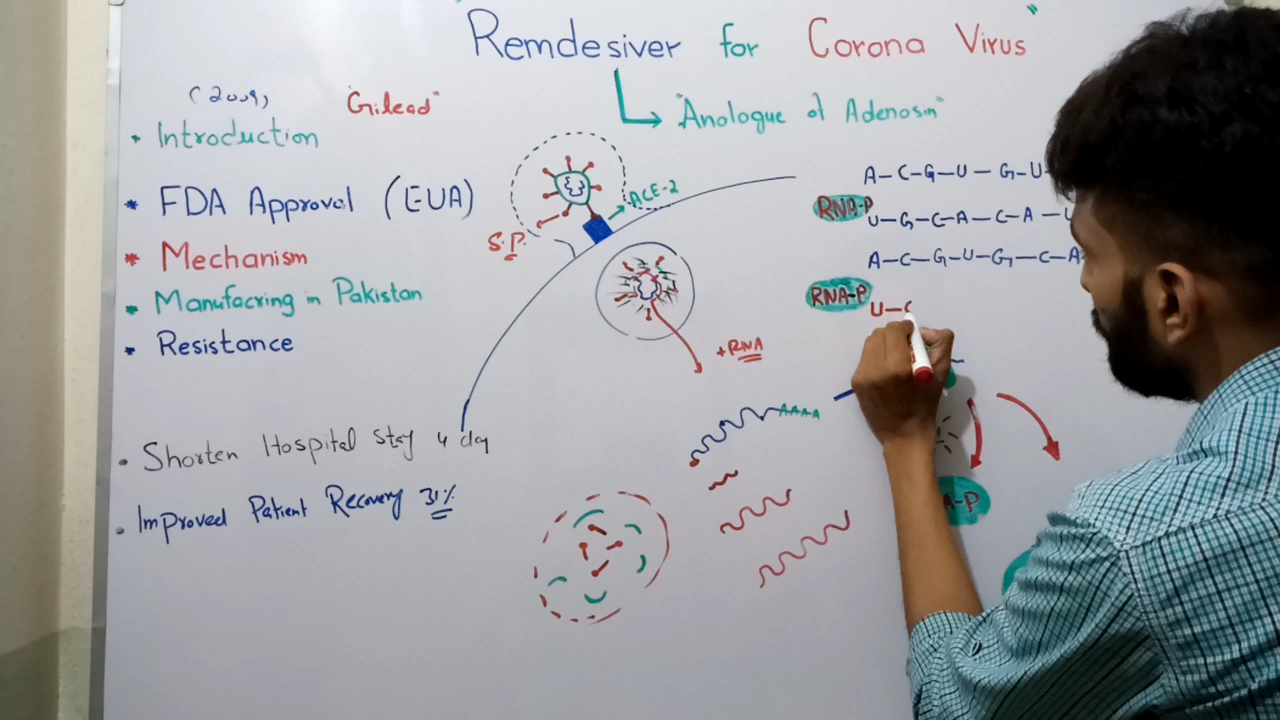 "Remdesiver for Corona Virus"
"Anologue of Adenosin"
(2009) "Gilead"
* Introduction
* FDA Approval (EUA)
* Mechanism
* Manufacring in Pakistan
* Resistance
• Shorten Hospital Stay 4 day
• Improved Patient Recovery 31%
ACE-2
S.P.
+RNA
AAAA
A-C-G-U-G-U-
RNA-P
U-G-C-A-C-A-U
A-C-G-U-G-C-A
RNA-P
U-G
A-P